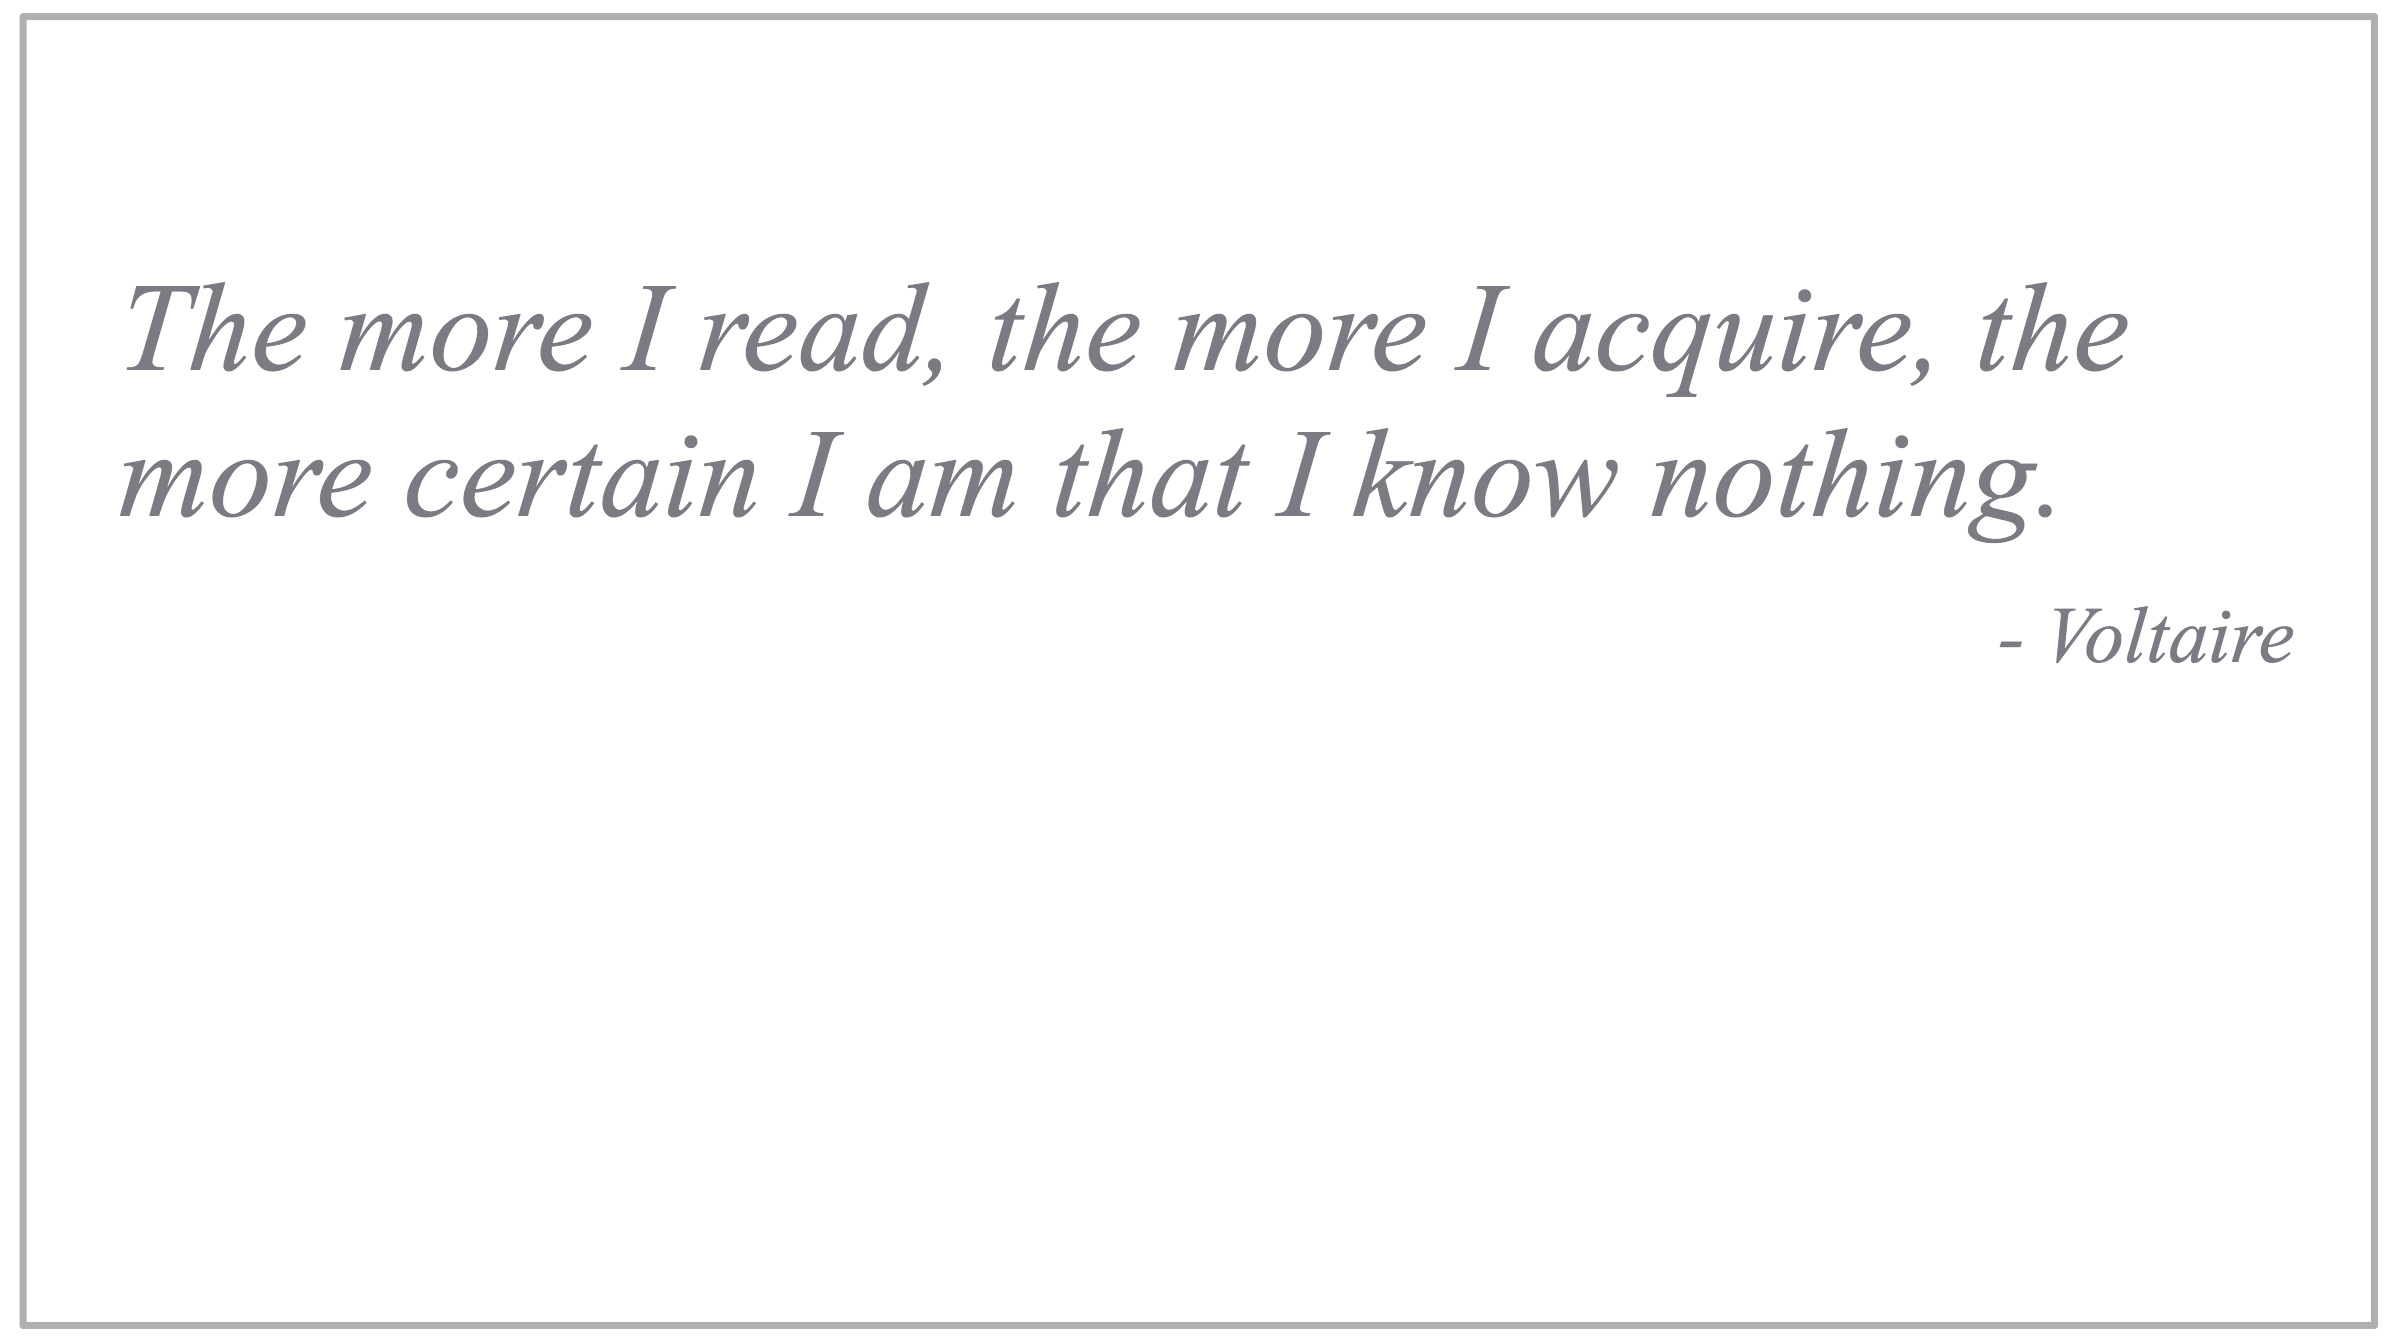 The more I read, the more I acquire, the
more certain I am that I know nothing.
- Voltaire